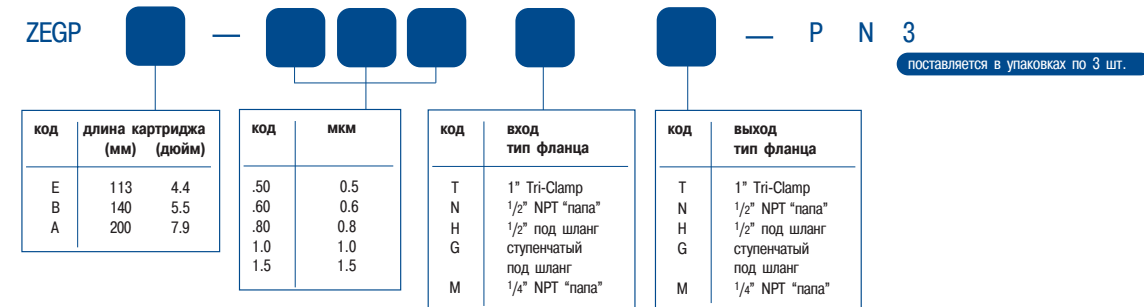 ZEGP — — P N 3
поставляется в упаковках по 3 шт.
код длина картриджа
(мм) (дюйм)
E 113 4.4
B 140 5.5
A 200 7.9
код мкм
.50 0.5
.60 0.6
.80 0.8
1.0 1.0
1.5 1.5
код вход
тип фланца
T 1” Tri-Clamp
N 1/2” NPT “папа”
H 1/2” под шланг
G ступенчатый
под шланг
M 1/4” NPT “папа”
код выход
тип фланца
T 1” Tri-Clamp
N 1/2” NPT “папа”
H 1/2” под шланг
G ступенчатый
под шланг
M 1/4” NPT “папа”